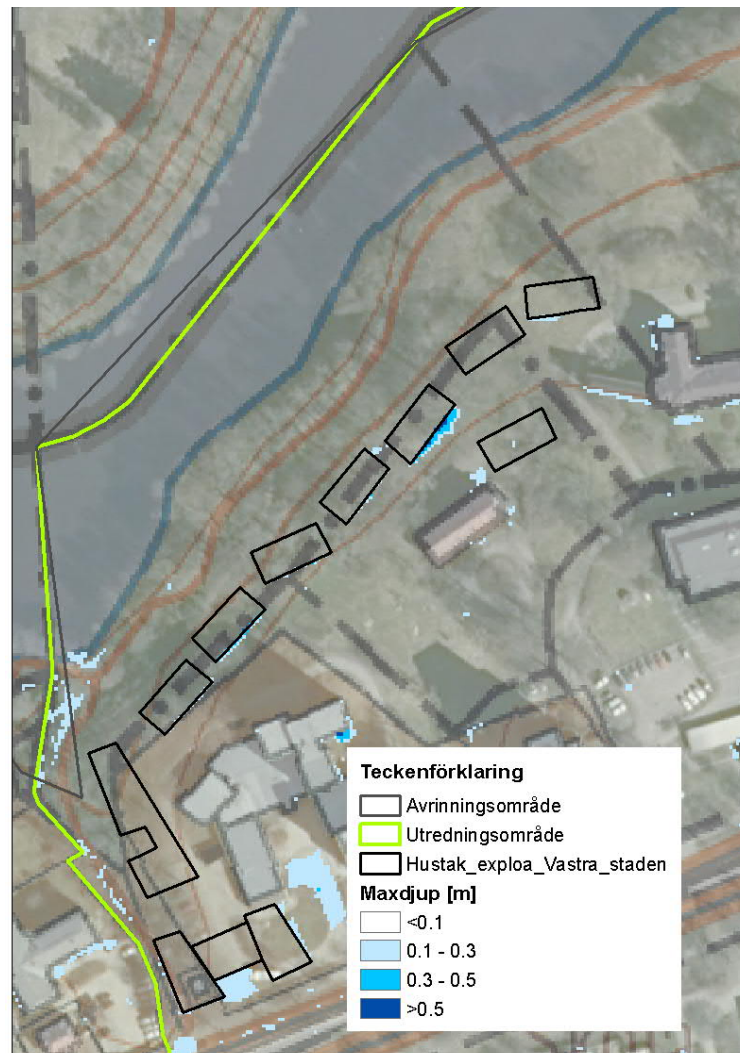 Teckenförklaring
Avrinningsområde
Utredningsområde
Hustak_exploa_Vastra_staden
Maxdjup [m]
<0.1
0.1 - 0.3
0.3 - 0.5
>0.5